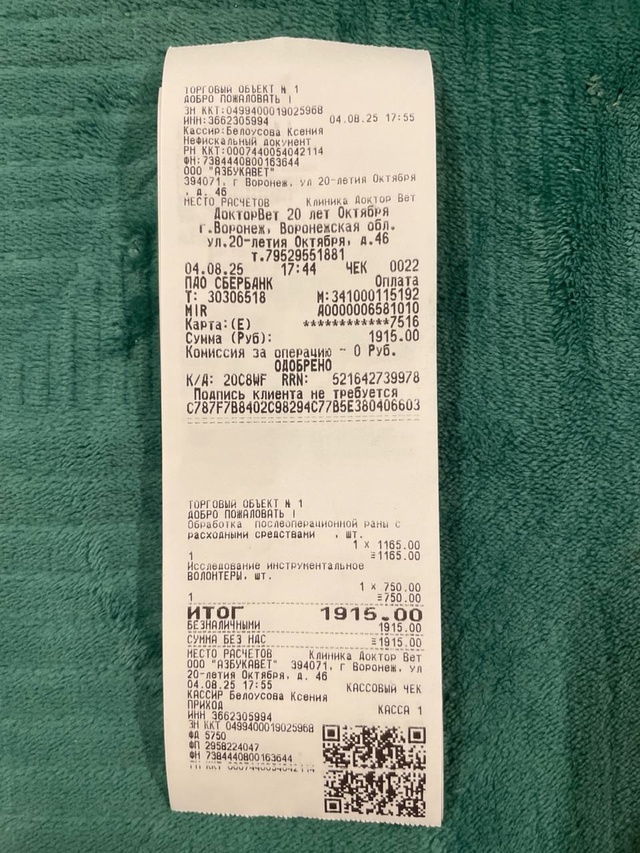 ТОРГОВЫЙ ОБЪЕКТ N 1
ДОБРО ПОЖАЛОВАТЬ !
ЗН ККТ:0499400019025968
ИНН:3662305994 04.08.25 17:55
Кассир:Белоусова Ксения
Нефискальный документ
РН ККТ:0007440054042114
ФН:7384440800163644
ООО "АЗБУКАВЕТ"
394071, г Воронеж, ул 20-летия Октября
, д. 46
МЕСТО РАСЧЕТОВ Клиника Доктор Вет
ДокторВет 20 лет Октября
г.Воронеж, Воронежская обл.
ул.20-летия Октября, д.46
т.79529551881
04.08.25 17:44 ЧЕК 0022
ПАО СБЕРБАНК Оплата
Т: 30306518 М:341000115192
MIR A0000006581010
Карта:(E) ************7516
Сумма (Руб): 1915.00
Комиссия за операцию - 0 Руб.
ОДОБРЕНО
К/Д: 20C8WF RRN: 521642739978
Подпись клиента не требуется
C787F7B8402C98294C77B5E380406603
ТОРГОВЫЙ ОБЪЕКТ N 1
ДОБРО ПОЖАЛОВАТЬ !
Обработка послеоперационной раны с
расходными средствами , шт.
1 x 1165.00
1 ≡1165.00
Исследование инструментальное
ВОЛОНТЕРЫ, шт.
1 x 750.00
1 ≡750.00
ИТОГ 1915.00
БЕЗНАЛИЧНЫМИ 1915.00
СУММА БЕЗ НДС ≡1915.00
МЕСТО РАСЧЕТОВ Клиника Доктор Вет
ООО "АЗБУКАВЕТ" 394071, г Воронеж, ул
20-летия Октября, д. 46
04.08.25 17:55 КАССОВЫЙ ЧЕК
КАССИР Белоусова Ксения
ПРИХОД КАССА 1
ИНН 3662305994
ЗН ККТ 0499400019025968
ФД 5750
ФП 2958224047
ФН 7384440800163644
РН ККТ 0007440054042114